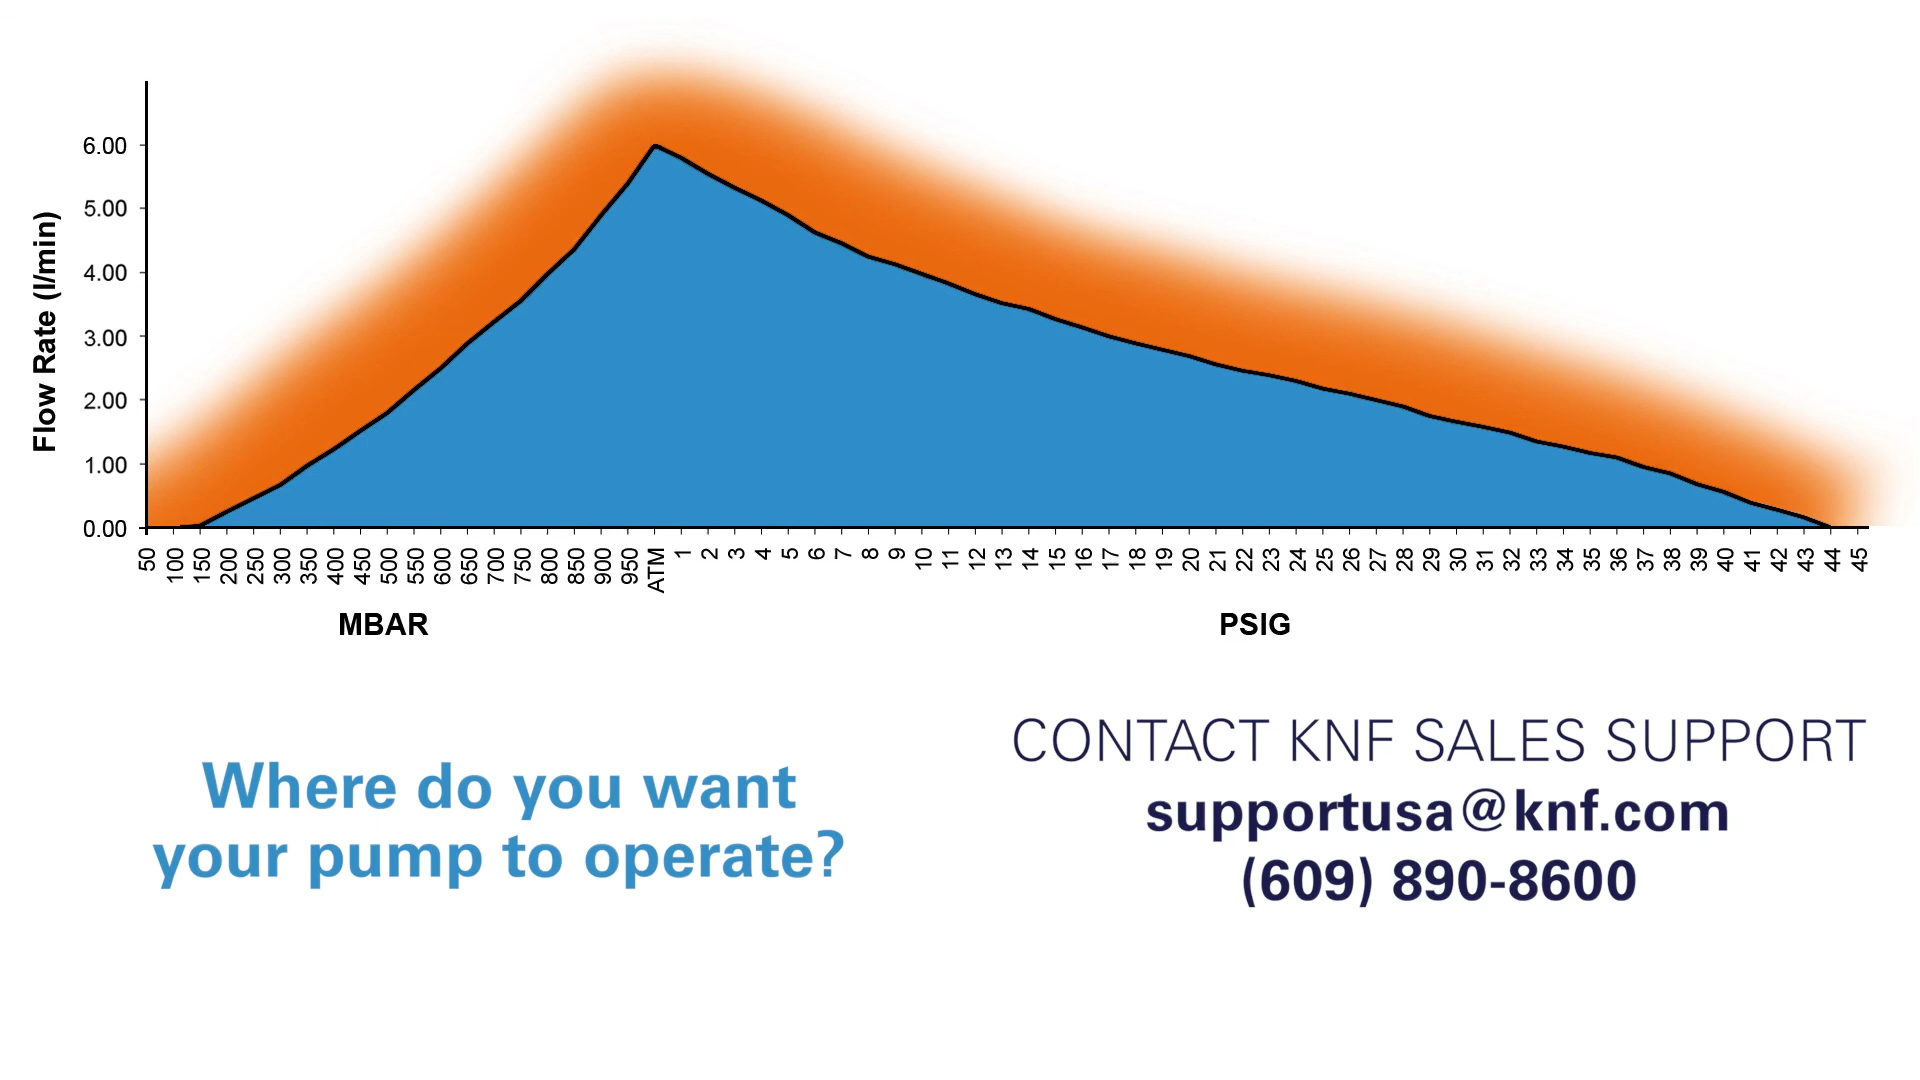 Flow Rate (l/min)
6.00
5.00
4.00
3.00
2.00
1.00
0.00
50 100 150 200 250 300 350 400 450 500 550 600 650 700 750 800 850 900 950 ATM 1 2 3 4 5 6 7 8 9 10 11 12 13 14 15 16 17 18 19 20 21 22 23 24 25 26 27 28 29 30 31 32 33 34 35 36 37 38 39 40 41 42 43 44 45
MBAR PSIG
Where do you want
your pump to operate?
CONTACT KNF SALES SUPPORT
supportusa@knf.com
(609) 890-8600